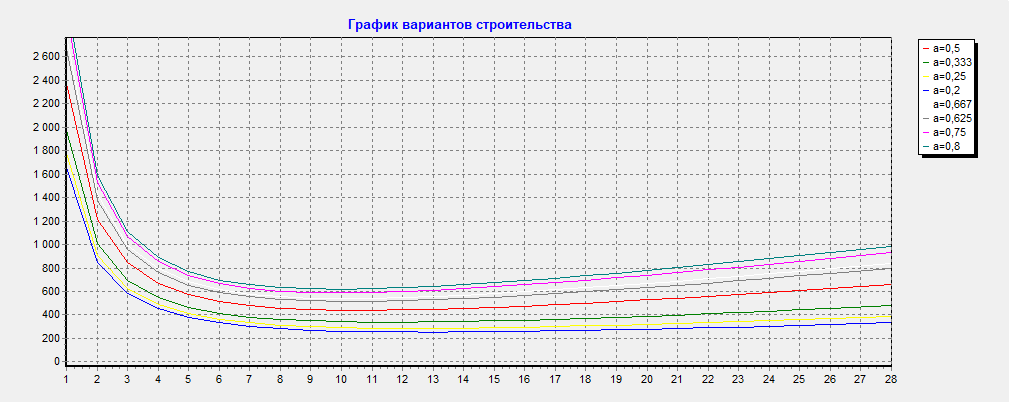 График вариантов строительства
2 600
2 400
2 200
2 000
1 800
1 600
1 400
1 200
1 000
800
600
400
200
0
1 2 3 4 5 6 7 8 9 10 11 12 13 14 15 16 17 18 19 20 21 22 23 24 25 26 27 28
a=0,5
a=0,333
a=0,25
a=0,2
a=0,667
a=0,625
a=0,75
a=0,8